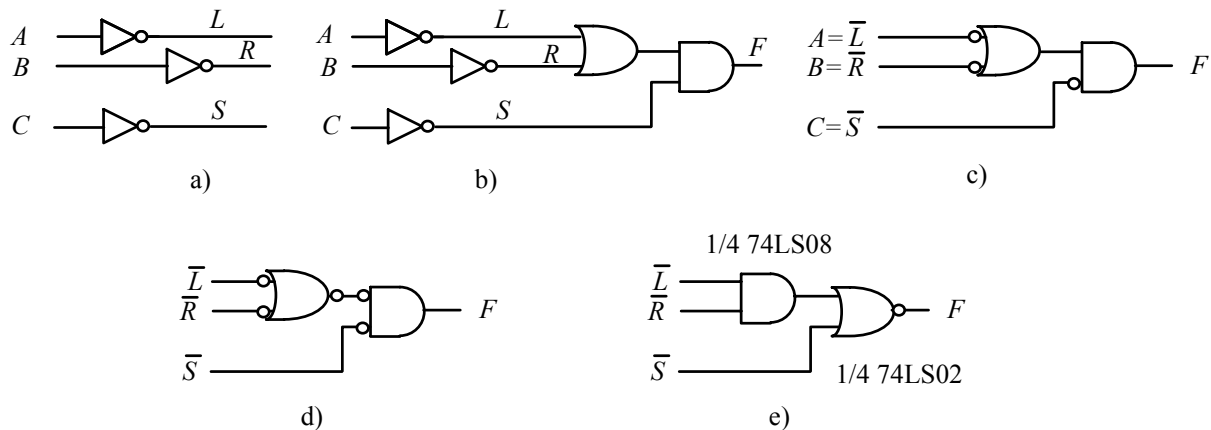 A
B
C
L
R
S
a)
A
B
C
L
R
S
F
b)
A=L̅
B=R̅
C=S̅
F
c)
L̅
R̅
S̅
F
d)
1/4 74LS08
L̅
R̅
S̅
F
1/4 74LS02
e)